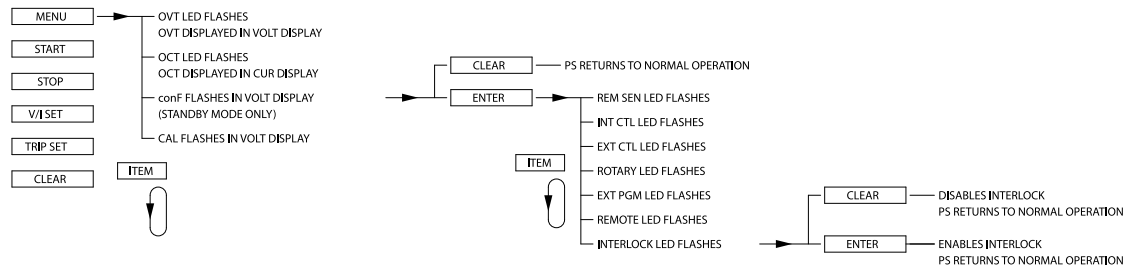 MENU
START
STOP
V/I SET
TRIP SET
CLEAR
OVT LED FLASHES
OVT DISPLAYED IN VOLT DISPLAY
OCT LED FLASHES
OCT DISPLAYED IN CUR DISPLAY
conF FLASHES IN VOLT DISPLAY
(STANDBY MODE ONLY)
CAL FLASHES IN VOLT DISPLAY
ITEM
CLEAR
PS RETURNS TO NORMAL OPERATION
ENTER
REM SEN LED FLASHES
INT CTL LED FLASHES
EXT CTL LED FLASHES
ROTARY LED FLASHES
EXT PGM LED FLASHES
REMOTE LED FLASHES
INTERLOCK LED FLASHES
ITEM
CLEAR
DISABLES INTERLOCK
PS RETURNS TO NORMAL OPERATION
ENTER
ENABLES INTERLOCK
PS RETURNS TO NORMAL OPERATION